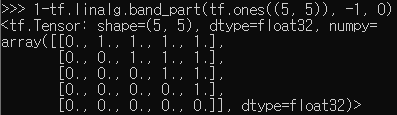 >>> 1-tf.linalg.band_part(tf.ones((5, 5)), -1, 0)
<tf.Tensor: shape=(5, 5), dtype=float32, numpy=
array([[0., 1., 1., 1., 1.],
       [0., 0., 1., 1., 1.],
       [0., 0., 0., 1., 1.],
       [0., 0., 0., 0., 1.],
       [0., 0., 0., 0., 0.]], dtype=float32)>